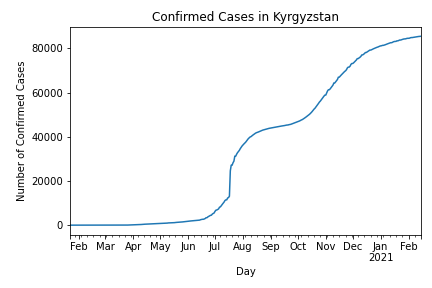 Confirmed Cases in Kyrgyzstan
Number of Confirmed Cases
80000
60000
40000
20000
0
Feb Mar Apr May Jun Jul Aug Sep Oct Nov Dec Jan Feb
2021
Day